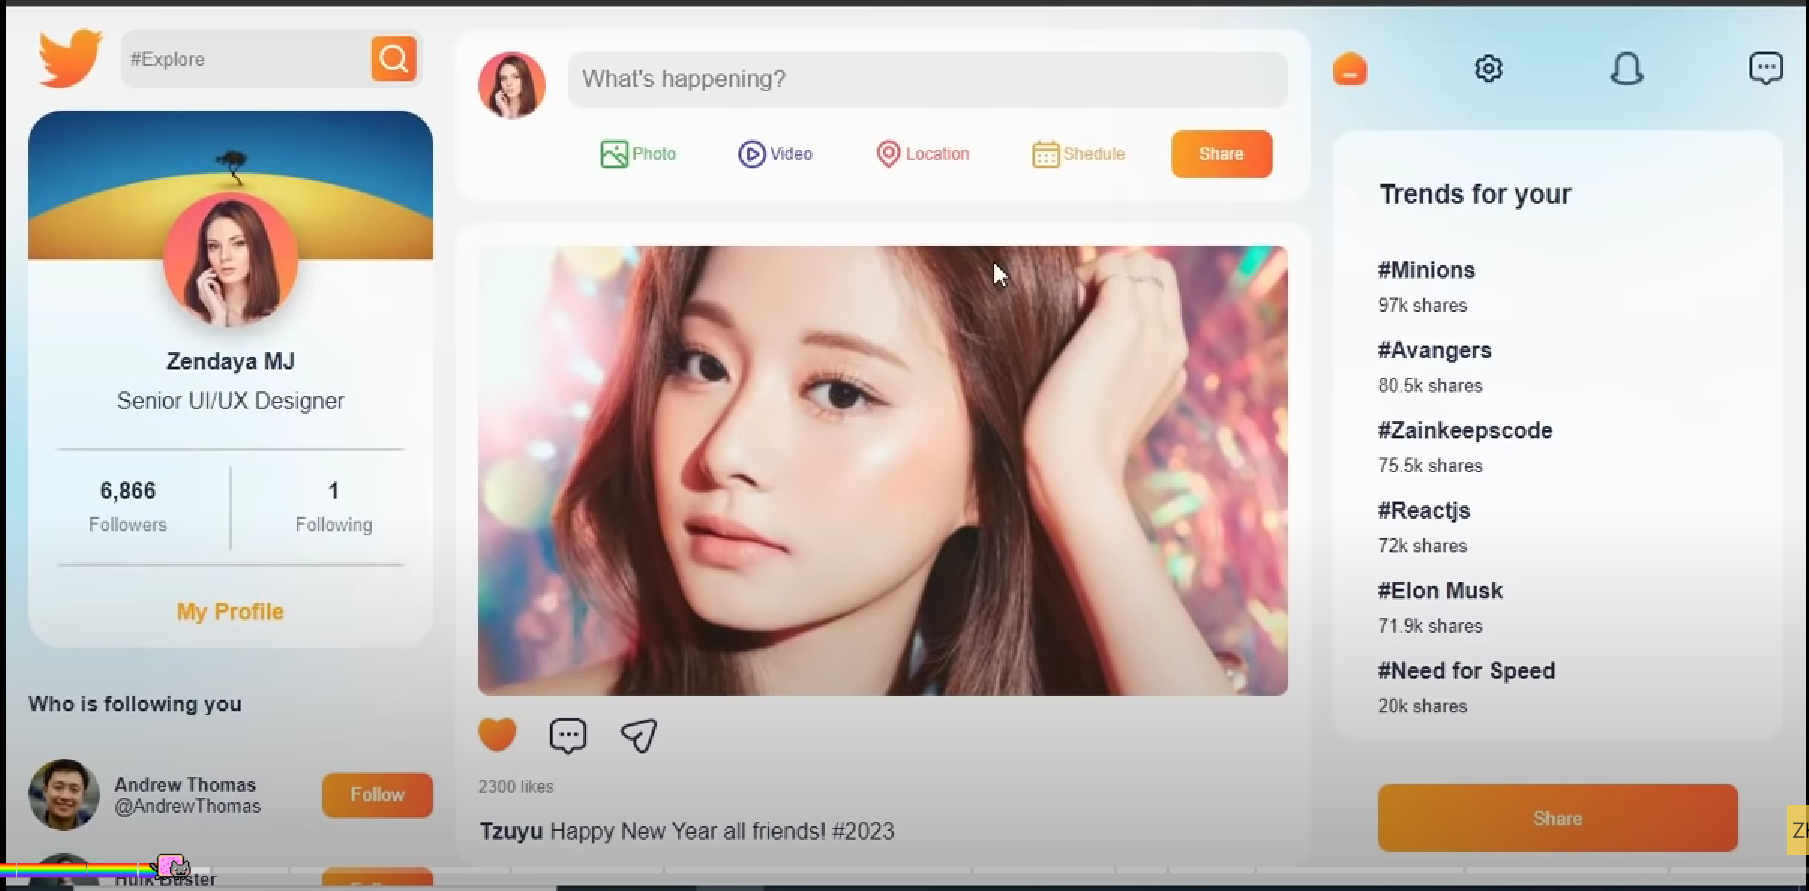 #Explore
Zendaya MJ
Senior UI/UX Designer
6,866
Followers
1
Following
My Profile
Who is following you
Andrew Thomas
@AndrewThomas
Follow
Hulk Buster
What's happening?
Photo
Video
Location
Shedule
Share
2300 likes
Tzuyu Happy New Year all friends! #2023
Trends for your
#Minions
97k shares
#Avangers
80.5k shares
#Zainkeepscode
75.5k shares
#Reactjs
72k shares
#Elon Musk
71.9k shares
#Need for Speed
20k shares
Share